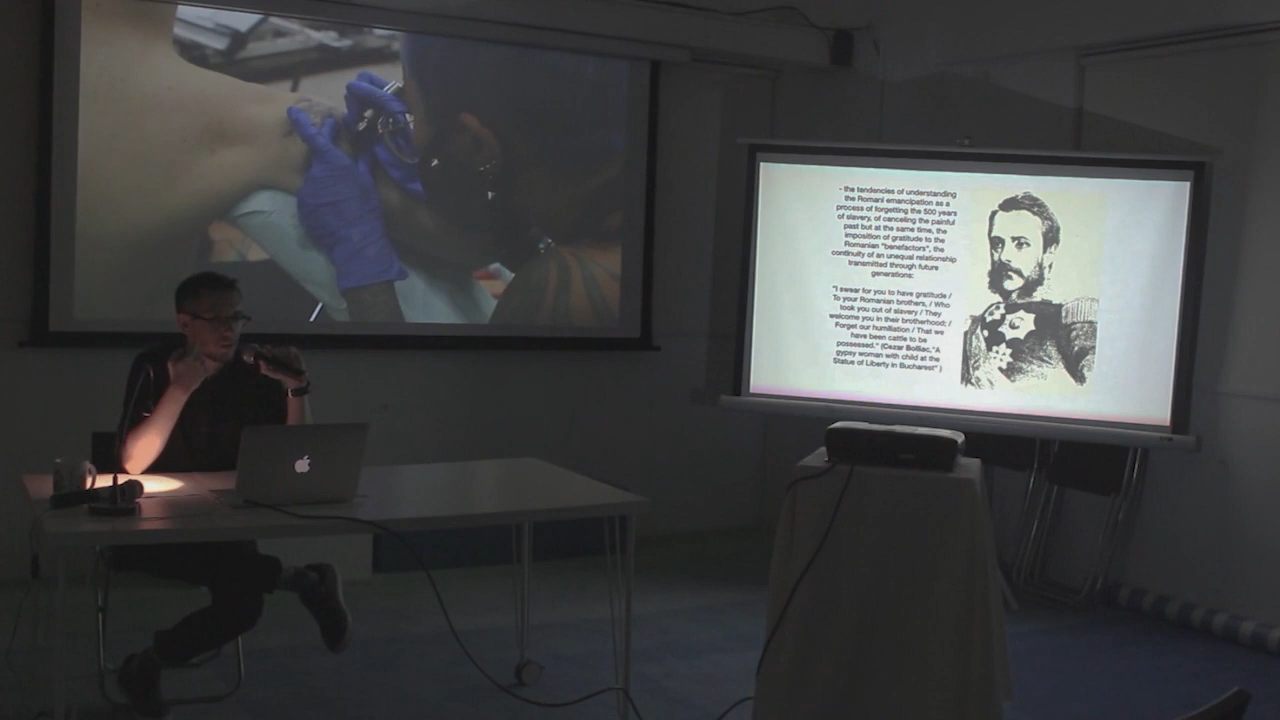 - the tendencies of understanding
the Romani emancipation as a
process of forgetting the 500 years
of slavery, of canceling the painful
past but at the same time, the
imposition of gratitude to the
Romanian "benefactors", the
continuity of an unequal relationship
transmitted through future
generations:
"I swear for you to have gratitude /
To your Romanian brothers, / Who
took you out of slavery / They
welcome you in their brotherhood; /
Forget our humiliation / That we
have been cattle to be
possessed." (Cezar Bolliac,"A
gypsy woman with child at the
Statue of Liberty in Bucharest" )